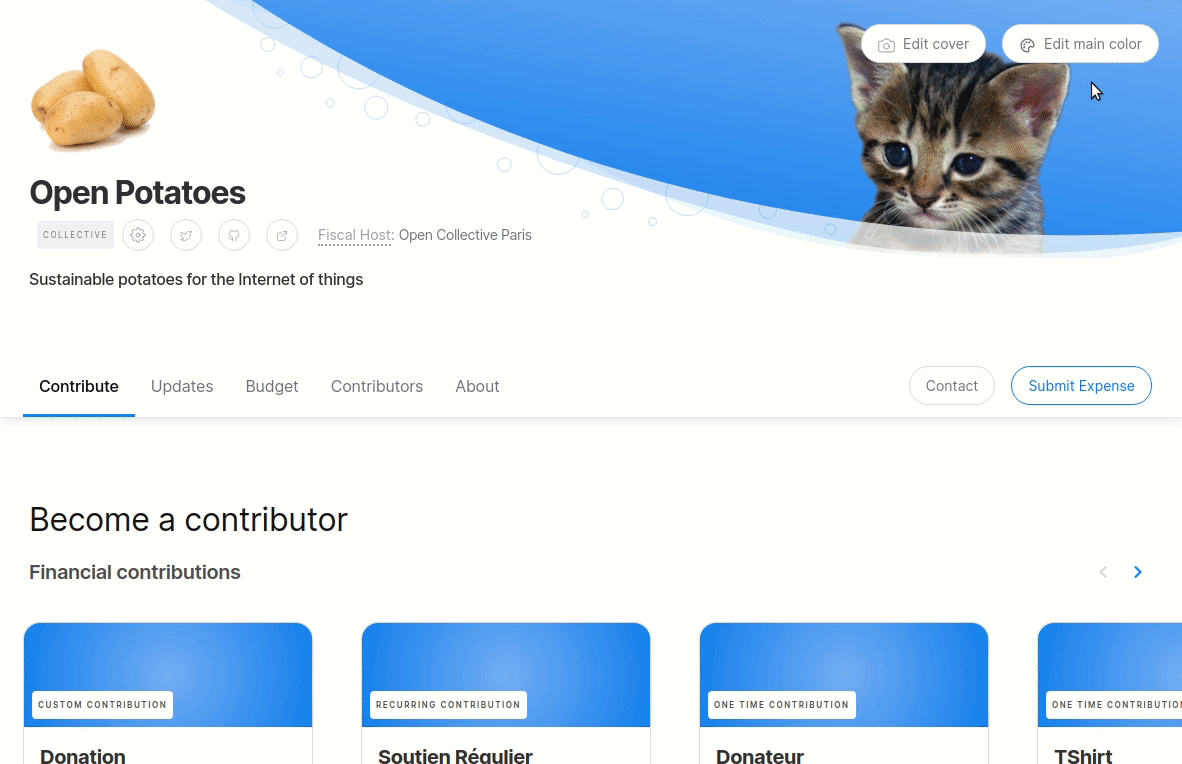 Edit cover
Edit main color
Open Potatoes
COLLECTIVE
Fiscal Host: Open Collective Paris
Sustainable potatoes for the Internet of things
Contribute
Updates
Budget
Contributors
About
Contact
Submit Expense
Become a contributor
Financial contributions
CUSTOM CONTRIBUTION
RECURRING CONTRIBUTION
ONE TIME CONTRIBUTION
ONE TIME CONTRIBUTION
Donation
Soutien Régulier
Donateur
TShirt